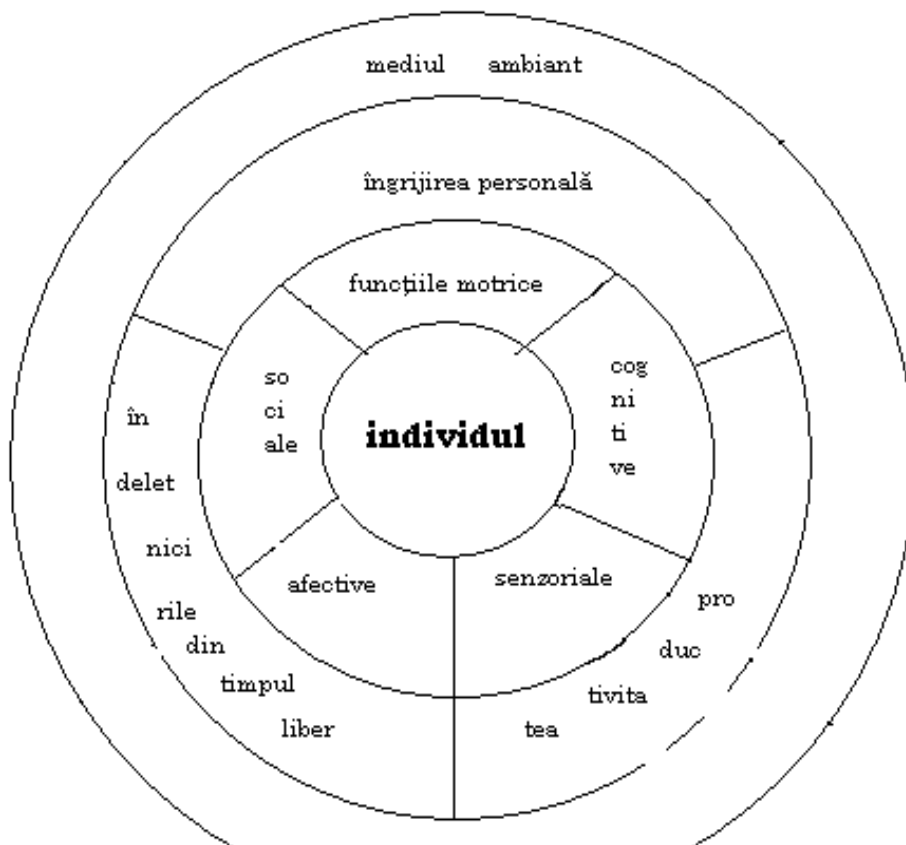 mediul ambiant
îngrijirea personală
funcţiile motrice
so
ci
ale
individul
cog
ni
ti
ve
în
delet
nici
rile
din
timpul
liber
afective
senzoriale
pro
duc
tivita
tea